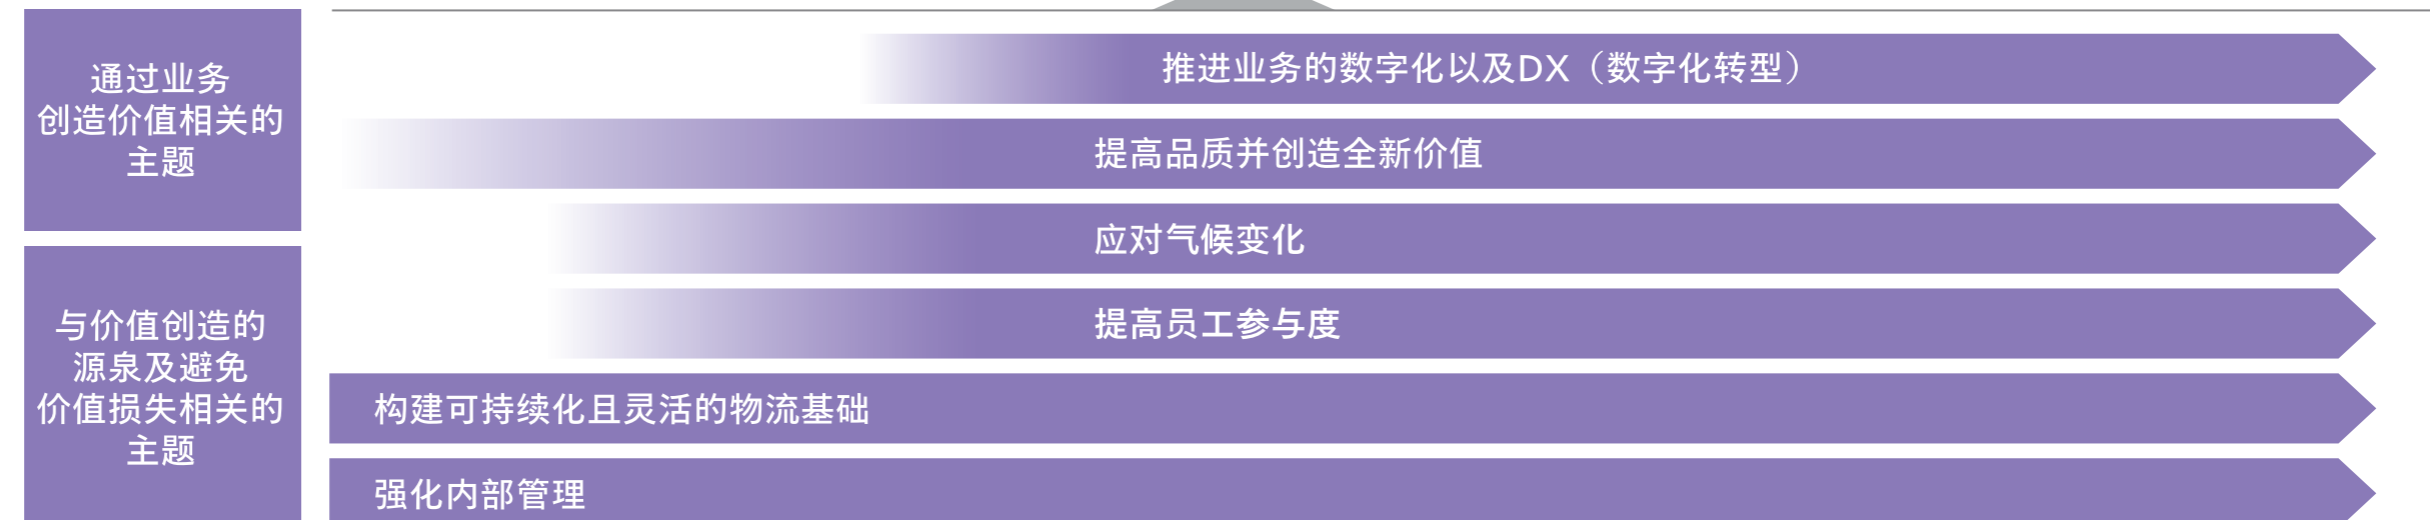 通过业务
创造价值相关的
主题
推进业务的数字化以及DX（数字化转型）
提高品质并创造全新价值
应对气候变化
与价值创造的
源泉及避免
价值损失相关的
主题
提高员工参与度
构建可持续化且灵活的物流基础
强化内部管理